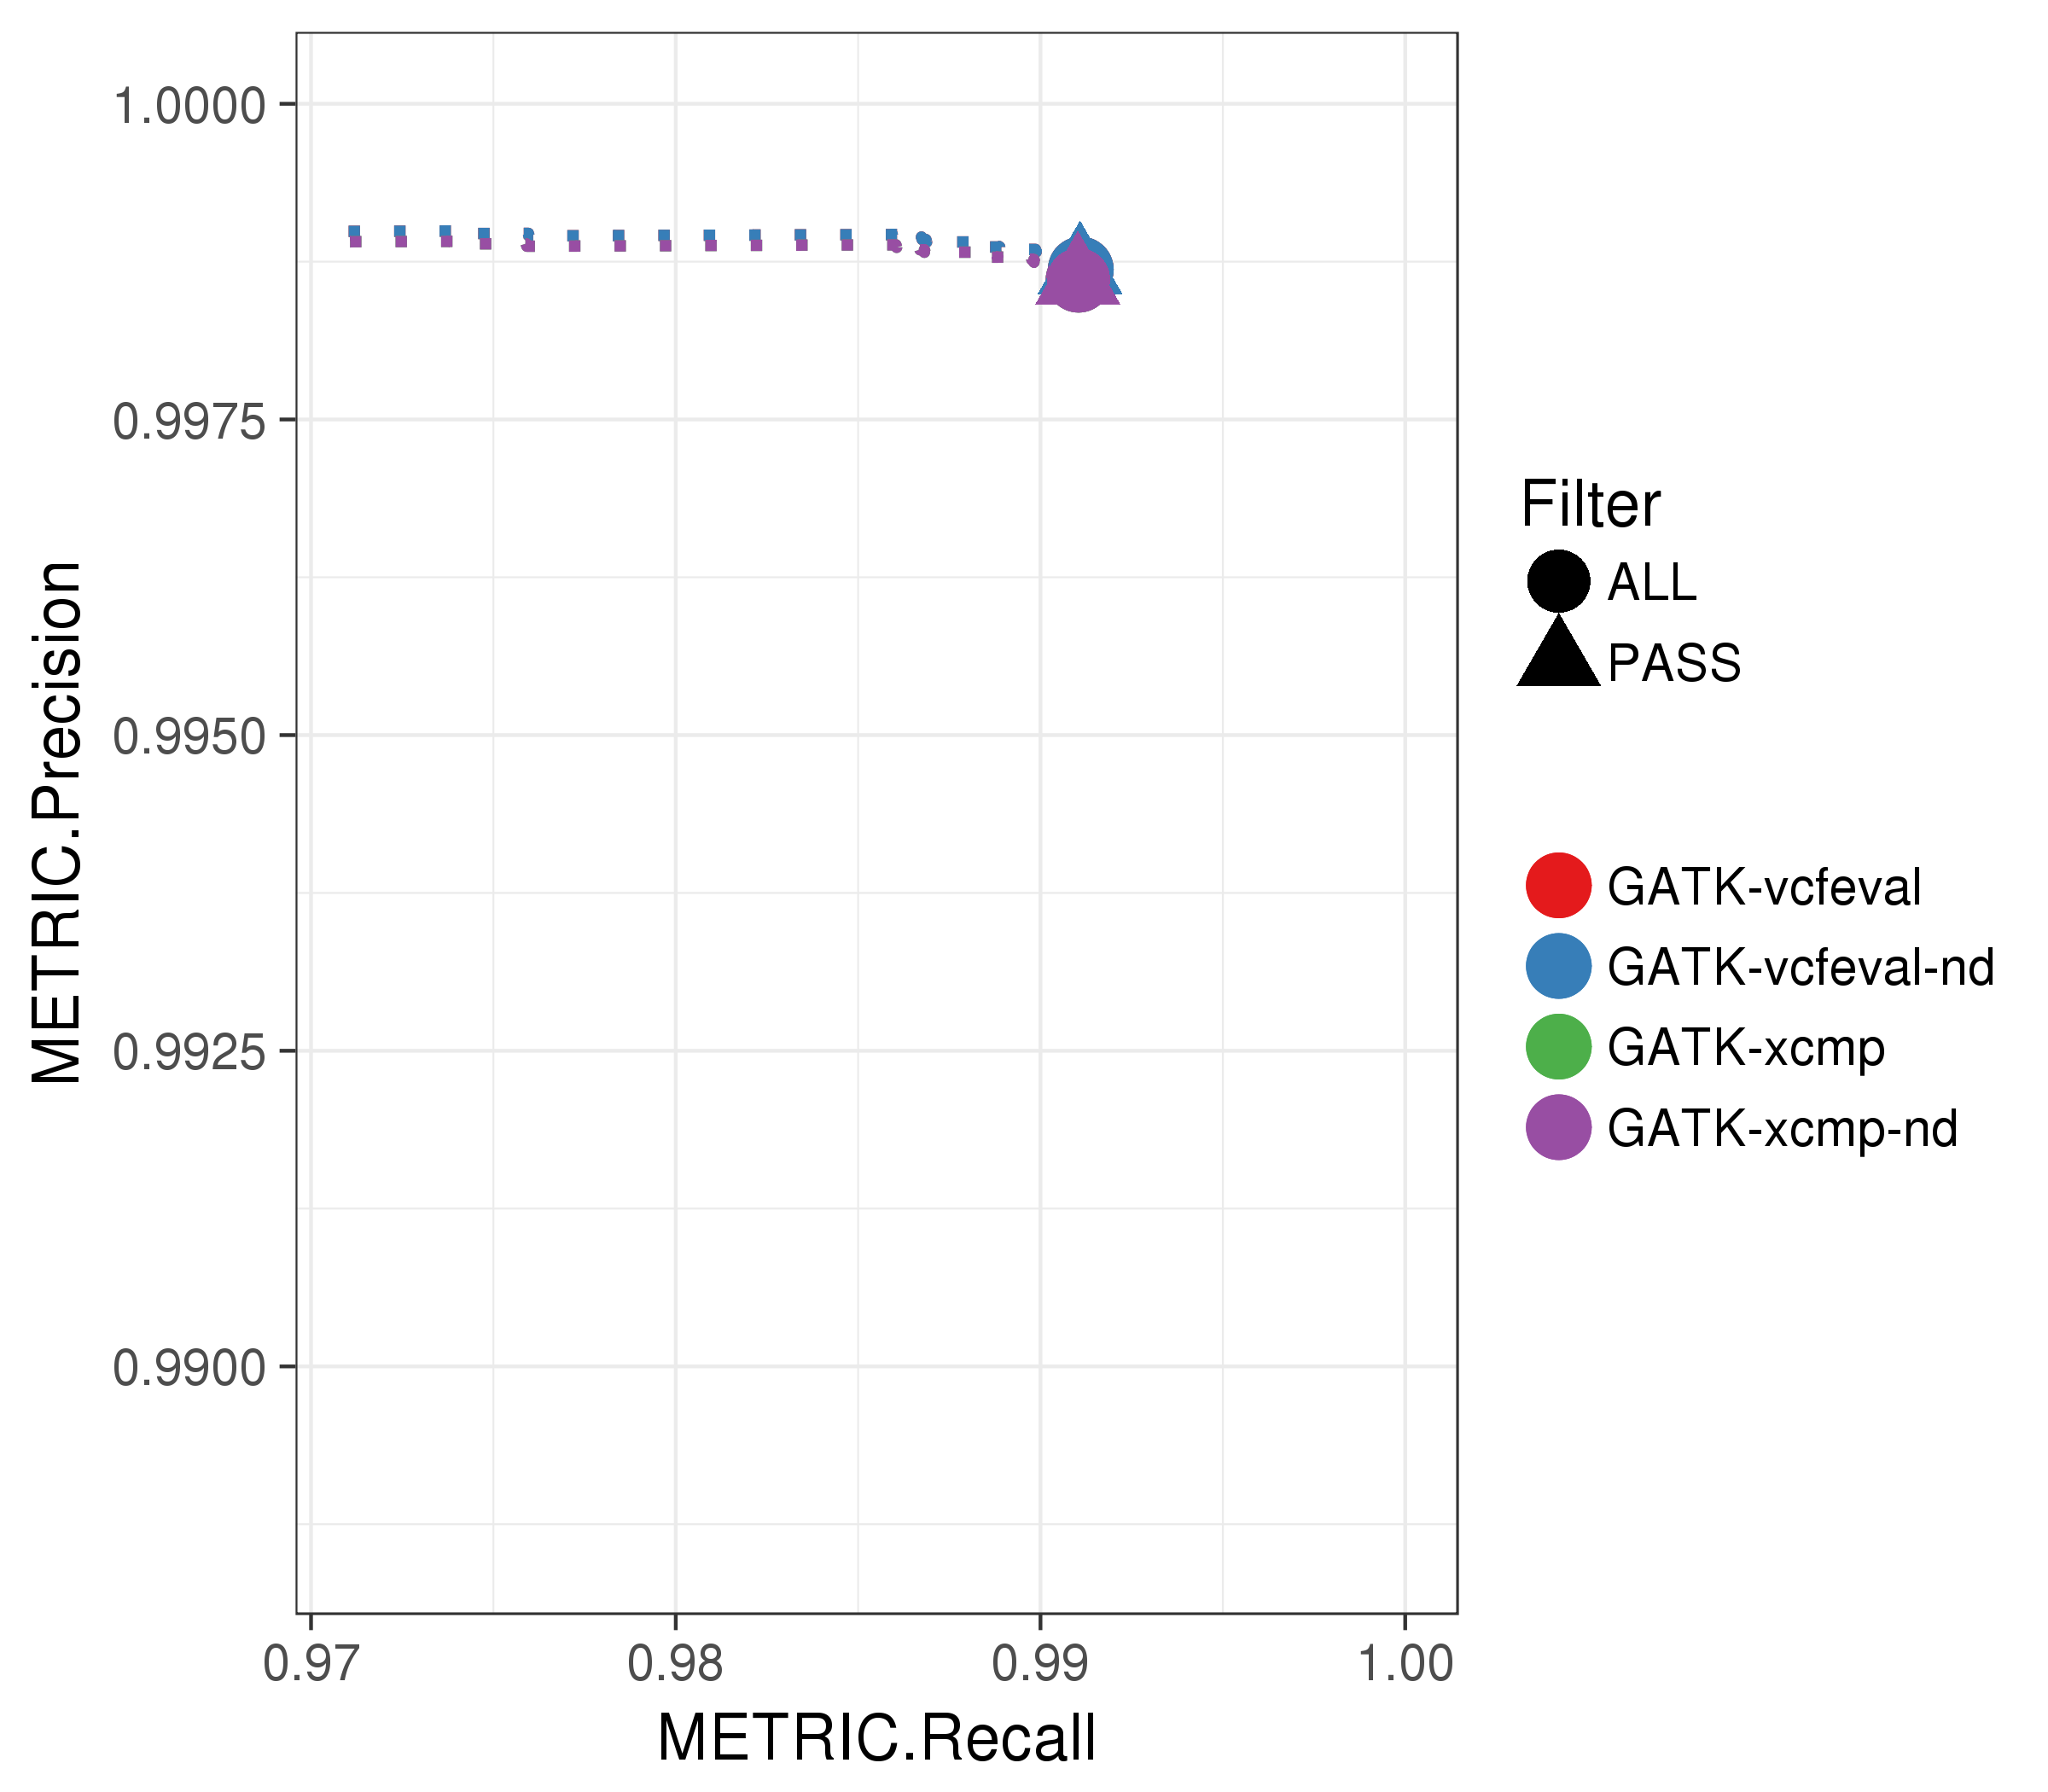 METRIC.Precision
1.0000
0.9975
0.9950
0.9925
0.9900
0.97
0.98
0.99
1.00
METRIC.Recall
Filter
ALL
PASS
GATK-vcfeval
GATK-vcfeval-nd
GATK-xcmp
GATK-xcmp-nd